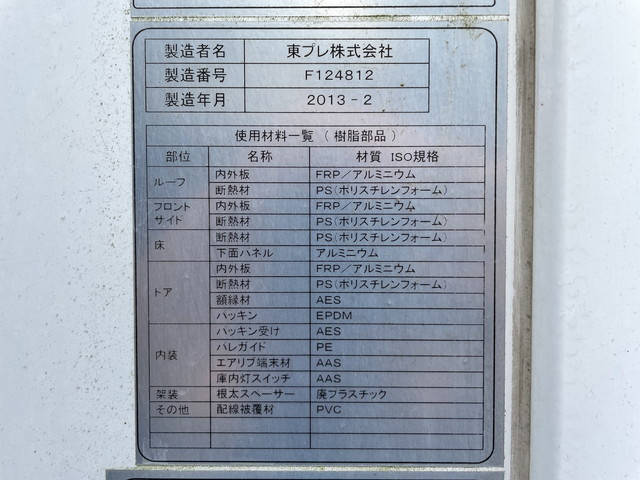 製造者名 東プレ株式会社
製造番号 F124812
製造年月 2013-2
使用材料一覧(樹脂部品)
部位 名称 材質 ISO規格
ルーフ 内外板 FRP/アルミニウム
断熱材 PS(ポリスチレンフォーム)
フロント サイド 内外板 FRP/アルミニウム
断熱材 PS(ポリスチレンフォーム)
床 断熱材 PS(ポリスチレンフォーム)
下面パネル アルミニウム
ドア 内外板 FRP/アルミニウム
断熱材 PS(ポリスチレンフォーム)
額縁材 AES
パッキン EPDM
内装 パッキン受け AES
パレガイド PE
エアリブ端末材 AAS
庫内灯スイッチ AAS
架装 根太スペーサー 廃プラスチック
その他 配線被覆材 PVC